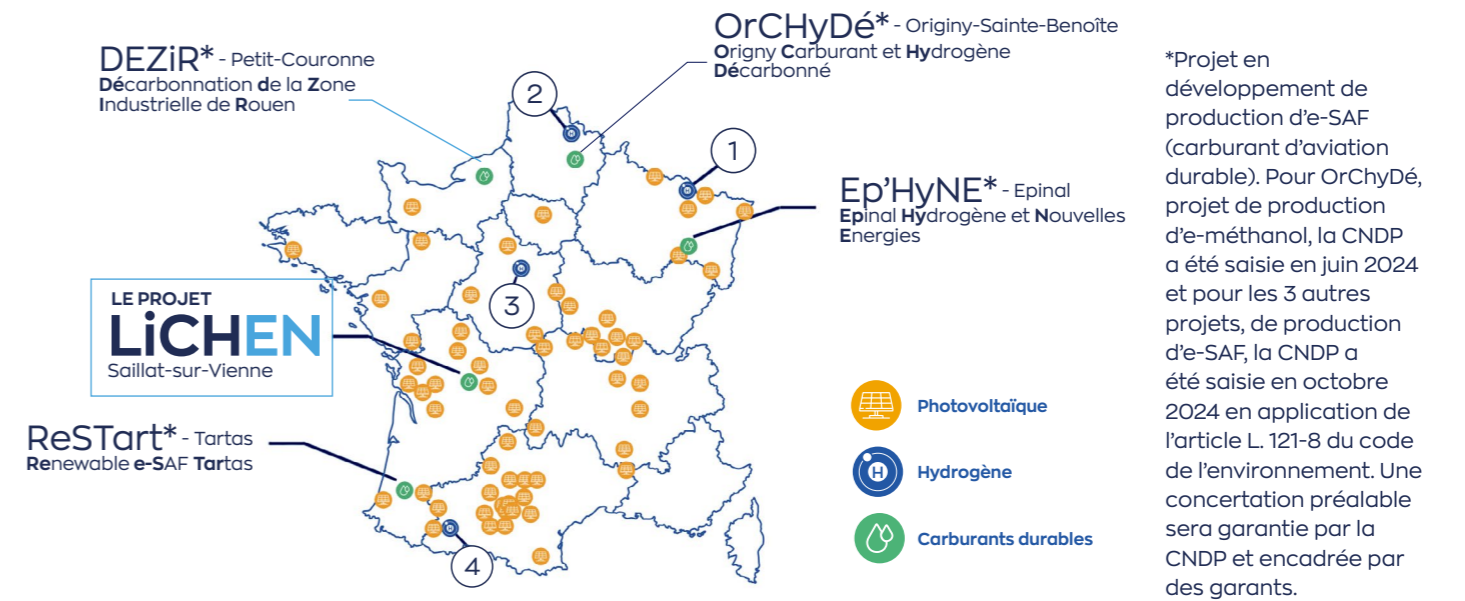 DEZiR* - Petit-Couronne
Décarbonnation de la Zone
Industrielle de Rouen
OrCHyDé* - Originy-Sainte-Benoîte
Origny Carburant et Hydrogène
Décarbonné
2
1
Ep'HyNE* - Epinal
Epinal Hydrogène et Nouvelles
Energies
LE PROJET
LiCHEN
Saillat-sur-Vienne
3
ReSTart* - Tartas
Renewable e-SAF Tartas
4
Photovoltaïque
H
Hydrogène
Carburants durables
*Projet en
développement de
production d'e-SAF
(carburant d'aviation
durable). Pour OrChyDé,
projet de production
d'e-méthanol, la CNDP
a été saisie en juin 2024
et pour les 3 autres
projets, de production
d'e-SAF, la CNDP a
été saisie en octobre
2024 en application de
l'article L. 121-8 du code
de l'environnement. Une
concertation préalable
sera garantie par la
CNDP et encadrée par
des garants.